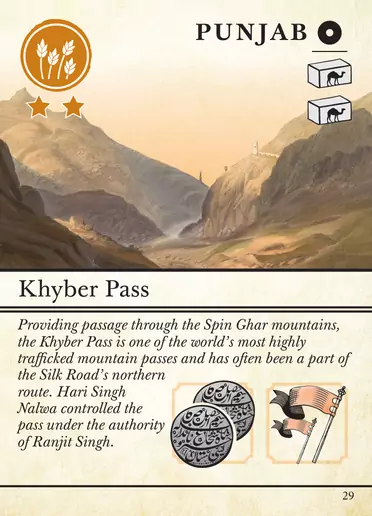 PUNJAB
Khyber Pass
Providing passage through the Spin Ghar mountains,
the Khyber Pass is one of the world's most highly
trafficked mountain passes and has often been a part of
the Silk Road's northern
route. Hari Singh
Nalwa controlled the
pass under the authority
of Ranjit Singh.
29